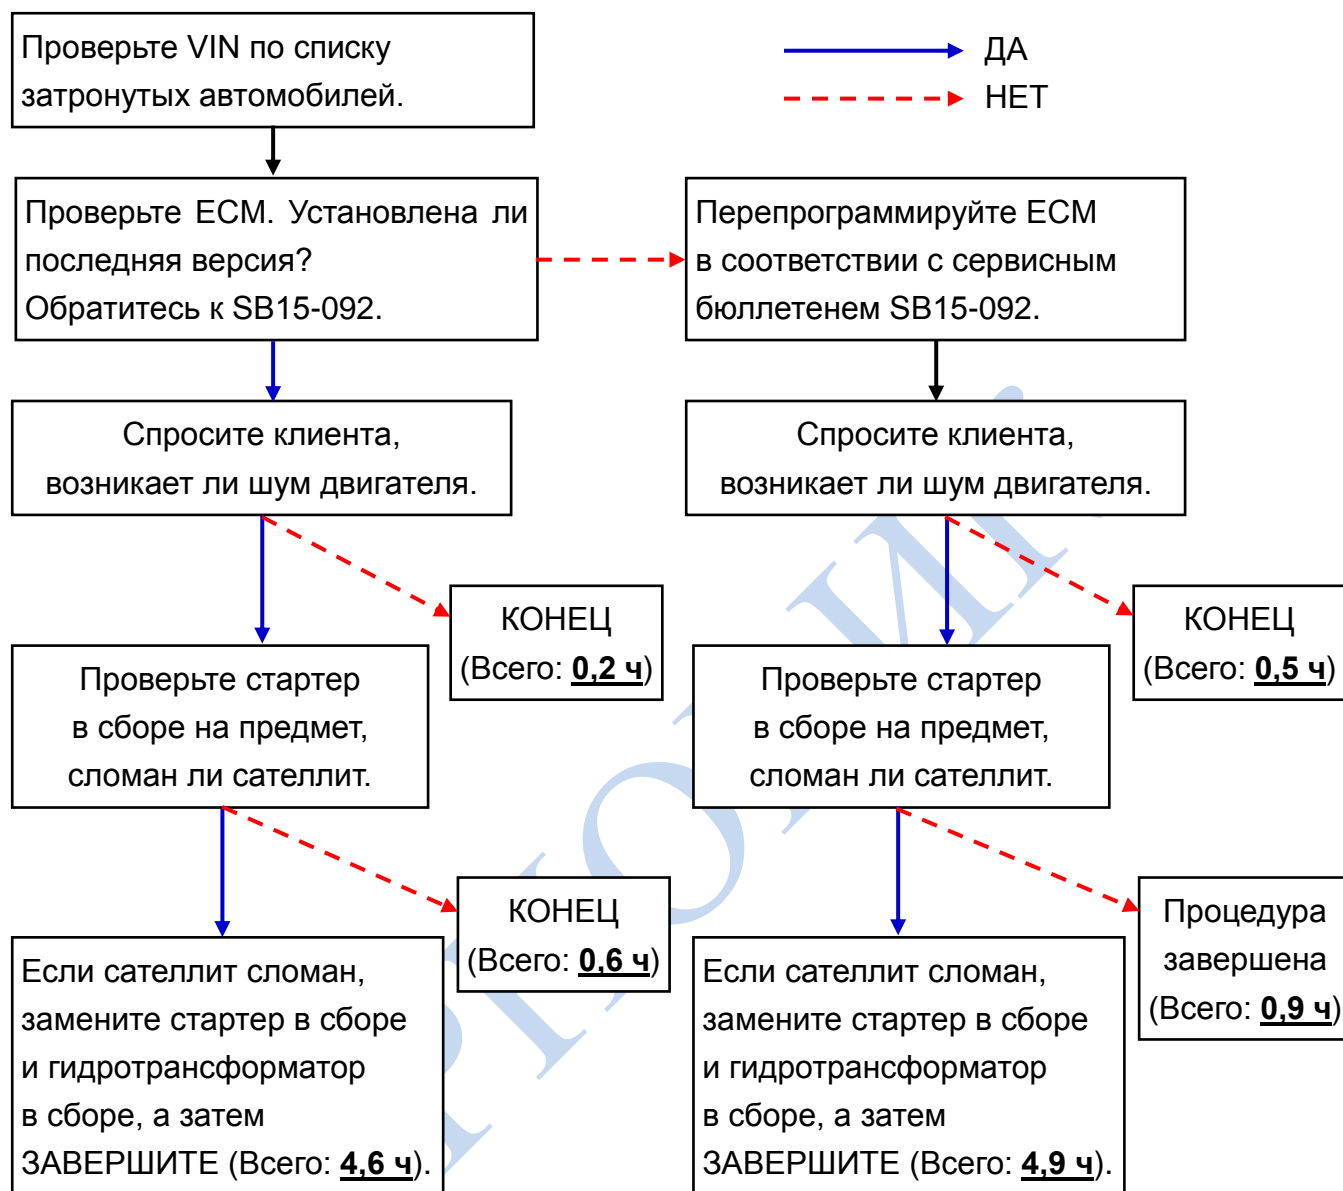 Проверьте VIN по списку
затронутых автомобилей.
ДА
НЕТ
Проверьте ECM. Установлена ли
последняя версия?
Обратитесь к SB15-092.
Перепрограммируйте ECM
в соответствии с сервисным
бюллетенем SB15-092.
Спросите клиента,
возникает ли шум двигателя.
Спросите клиента,
возникает ли шум двигателя.
КОНЕЦ
(Всего: 0,2 ч)
КОНЕЦ
(Всего: 0,5 ч)
Проверьте стартер
в сборе на предмет,
сломан ли сателлит.
Проверьте стартер
в сборе на предмет,
сломан ли сателлит.
КОНЕЦ
(Всего: 0,6 ч)
Процедура
завершена
(Всего: 0,9 ч)
Если сателлит сломан,
замените стартер в сборе
и гидротрансформатор
в сборе, а затем
ЗАВЕРШИТЕ (Всего: 4,6 ч).
Если сателлит сломан,
замените стартер в сборе
и гидротрансформатор
в сборе, а затем
ЗАВЕРШИТЕ (Всего: 4,9 ч).